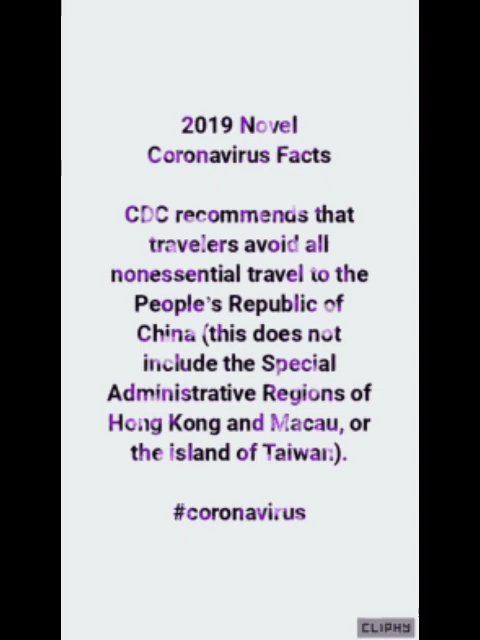 2019 Novel
Coronavirus Facts
CDC recommends that
travelers avoid all
nonessential travel to the
People's Republic of
China (this does not
include the Special
Administrative Regions of
Hong Kong and Macau, or
the island of Taiwan).
#coronavirus
CLIPHY